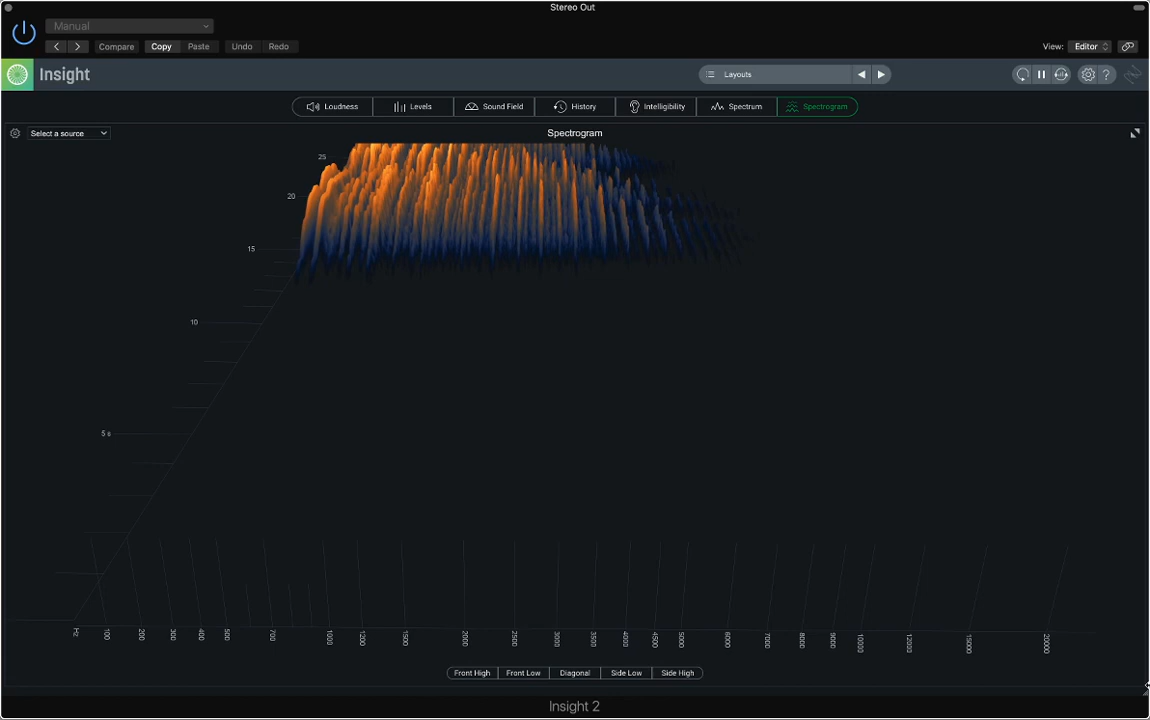 Stereo Out
Manual
Compare Copy Paste Undo Redo View: Editor
Insight Layouts ?
Loudness Levels Sound Field History Intelligibility Spectrum Spectrogram
Select a source Spectrogram
25
20
15
10
5 s
Hz 100 200 300 400 500 700 1000 1200 1500 2000 2500 3000 3500 4000 4500 5000 6000 7000 8000 9000 10000 12000 15000 20000
Front High Front Low Diagonal Side Low Side High
Insight 2